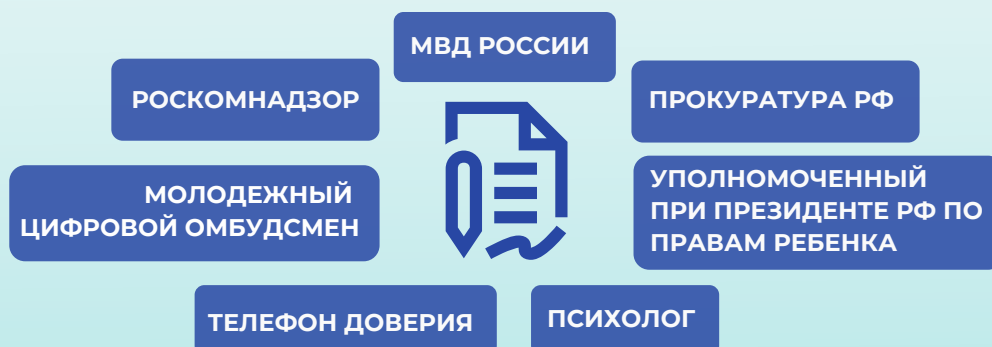 МВД РОССИИ
РОСКОМНАДЗОР
ПРОКУРАТУРА РФ
МОЛОДЕЖНЫЙ
ЦИФРОВОЙ ОМБУДСМЕН
УПОЛНОМОЧЕННЫЙ
ПРИ ПРЕЗИДЕНТЕ РФ ПО
ПРАВАМ РЕБЕНКА
ТЕЛЕФОН ДОВЕРИЯ
ПСИХОЛОГ